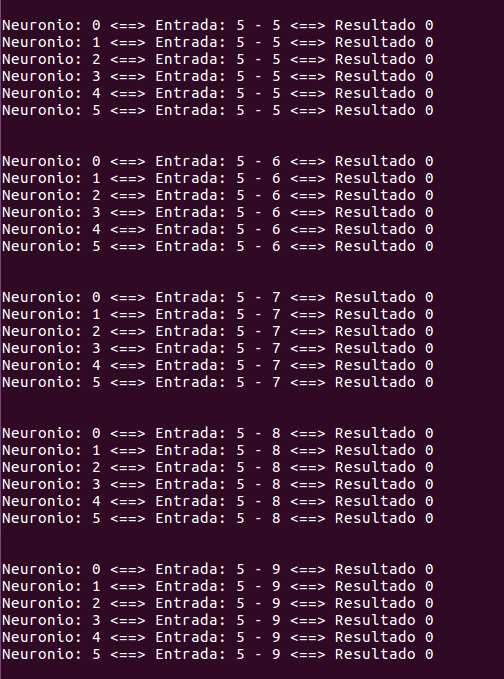 Neuronio: 0 <==> Entrada: 5 - 5 <==> Resultado 0
Neuronio: 1 <==> Entrada: 5 - 5 <==> Resultado 0
Neuronio: 2 <==> Entrada: 5 - 5 <==> Resultado 0
Neuronio: 3 <==> Entrada: 5 - 5 <==> Resultado 0
Neuronio: 4 <==> Entrada: 5 - 5 <==> Resultado 0
Neuronio: 5 <==> Entrada: 5 - 5 <==> Resultado 0
Neuronio: 0 <==> Entrada: 5 - 6 <==> Resultado 0
Neuronio: 1 <==> Entrada: 5 - 6 <==> Resultado 0
Neuronio: 2 <==> Entrada: 5 - 6 <==> Resultado 0
Neuronio: 3 <==> Entrada: 5 - 6 <==> Resultado 0
Neuronio: 4 <==> Entrada: 5 - 6 <==> Resultado 0
Neuronio: 5 <==> Entrada: 5 - 6 <==> Resultado 0
Neuronio: 0 <==> Entrada: 5 - 7 <==> Resultado 0
Neuronio: 1 <==> Entrada: 5 - 7 <==> Resultado 0
Neuronio: 2 <==> Entrada: 5 - 7 <==> Resultado 0
Neuronio: 3 <==> Entrada: 5 - 7 <==> Resultado 0
Neuronio: 4 <==> Entrada: 5 - 7 <==> Resultado 0
Neuronio: 5 <==> Entrada: 5 - 7 <==> Resultado 0
Neuronio: 0 <==> Entrada: 5 - 8 <==> Resultado 0
Neuronio: 1 <==> Entrada: 5 - 8 <==> Resultado 0
Neuronio: 2 <==> Entrada: 5 - 8 <==> Resultado 0
Neuronio: 3 <==> Entrada: 5 - 8 <==> Resultado 0
Neuronio: 4 <==> Entrada: 5 - 8 <==> Resultado 0
Neuronio: 5 <==> Entrada: 5 - 8 <==> Resultado 0
Neuronio: 0 <==> Entrada: 5 - 9 <==> Resultado 0
Neuronio: 1 <==> Entrada: 5 - 9 <==> Resultado 0
Neuronio: 2 <==> Entrada: 5 - 9 <==> Resultado 0
Neuronio: 3 <==> Entrada: 5 - 9 <==> Resultado 0
Neuronio: 4 <==> Entrada: 5 - 9 <==> Resultado 0
Neuronio: 5 <==> Entrada: 5 - 9 <==> Resultado 0